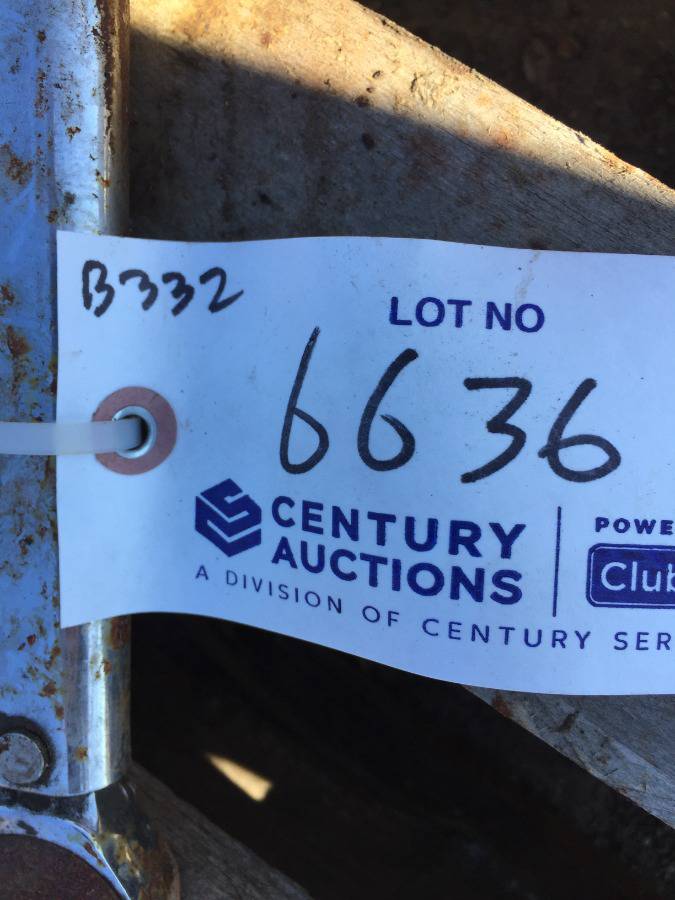 B332
LOT NO
6636
CENTURY
AUCTIONS
A DIVISION OF CENTURY SER
POWE
Club